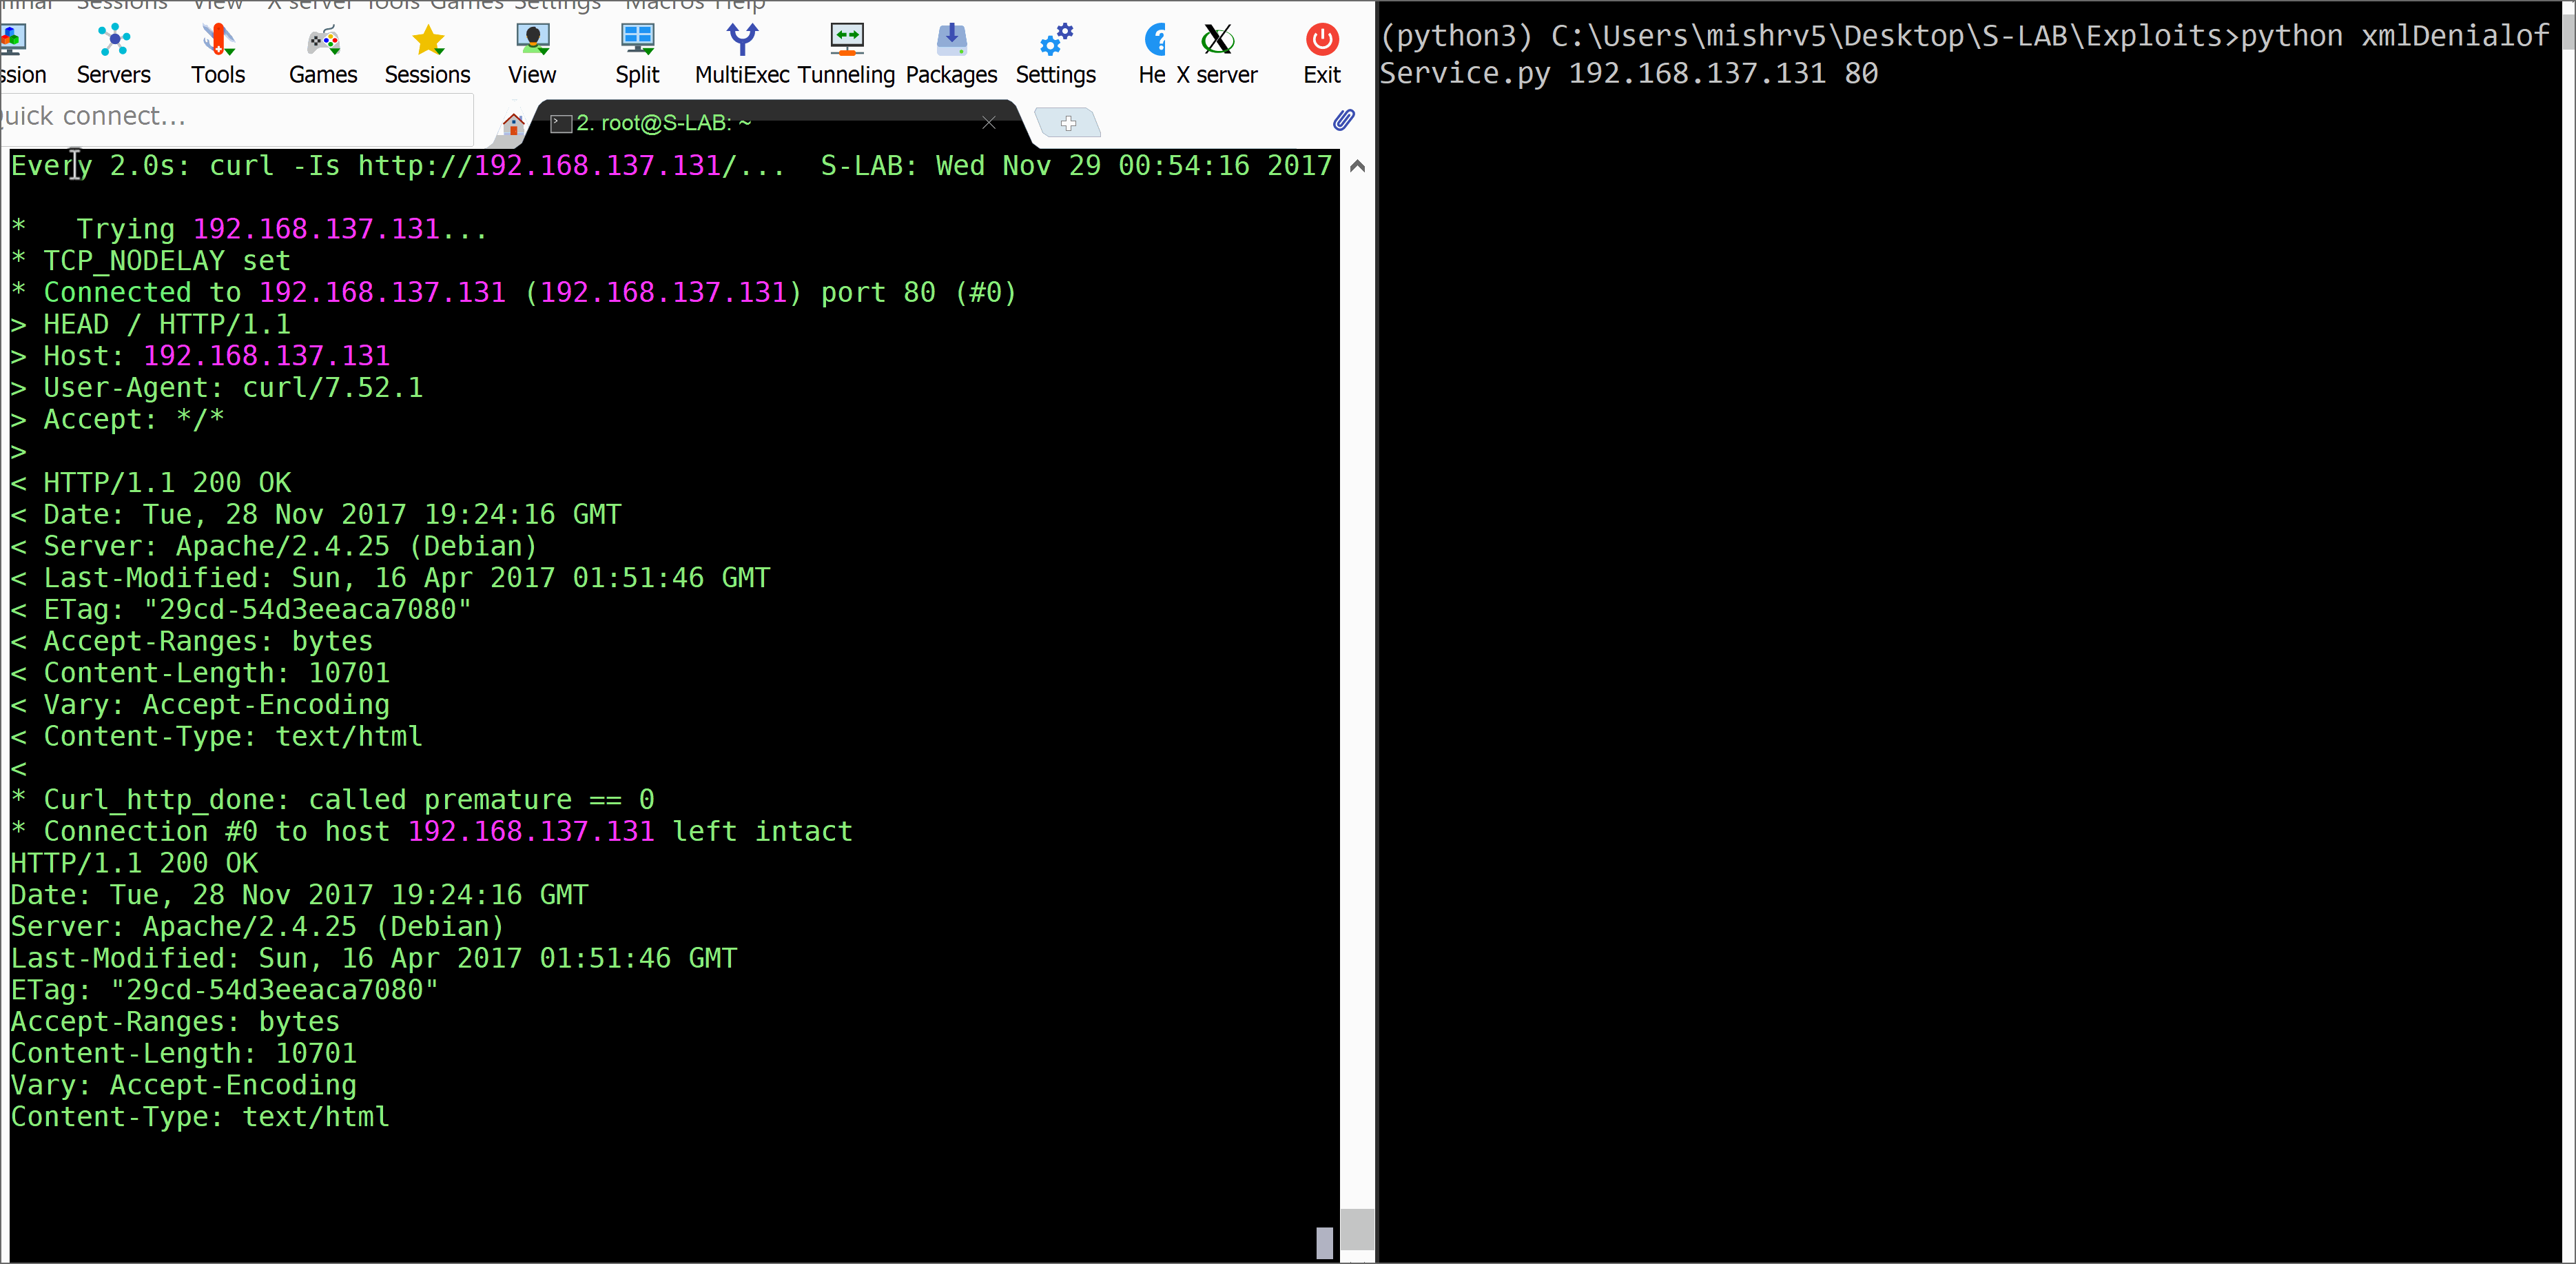 Sessions View X server Tools Games Settings Macros Help
Servers Tools Games Sessions View Split MultiExec Tunneling Packages Settings He X server Exit
uick connect...
2. root@S-LAB: ~
Every 2.0s: curl -Is http://192.168.137.131/... S-LAB: Wed Nov 29 00:54:16 2017
*   Trying 192.168.137.131...
* TCP_NODELAY set
* Connected to 192.168.137.131 (192.168.137.131) port 80 (#0)
> HEAD / HTTP/1.1
> Host: 192.168.137.131
> User-Agent: curl/7.52.1
> Accept: */*
>
< HTTP/1.1 200 OK
< Date: Tue, 28 Nov 2017 19:24:16 GMT
< Server: Apache/2.4.25 (Debian)
< Last-Modified: Sun, 16 Apr 2017 01:51:46 GMT
< ETag: "29cd-54d3eeaca7080"
< Accept-Ranges: bytes
< Content-Length: 10701
< Vary: Accept-Encoding
< Content-Type: text/html
<
* Curl_http_done: called premature == 0
* Connection #0 to host 192.168.137.131 left intact
HTTP/1.1 200 OK
Date: Tue, 28 Nov 2017 19:24:16 GMT
Server: Apache/2.4.25 (Debian)
Last-Modified: Sun, 16 Apr 2017 01:51:46 GMT
ETag: "29cd-54d3eeaca7080"
Accept-Ranges: bytes
Content-Length: 10701
Vary: Accept-Encoding
Content-Type: text/html
(python3) C:\Users\mishrv5\Desktop\S-LAB\Exploits>python xmlDenialof
Service.py 192.168.137.131 80